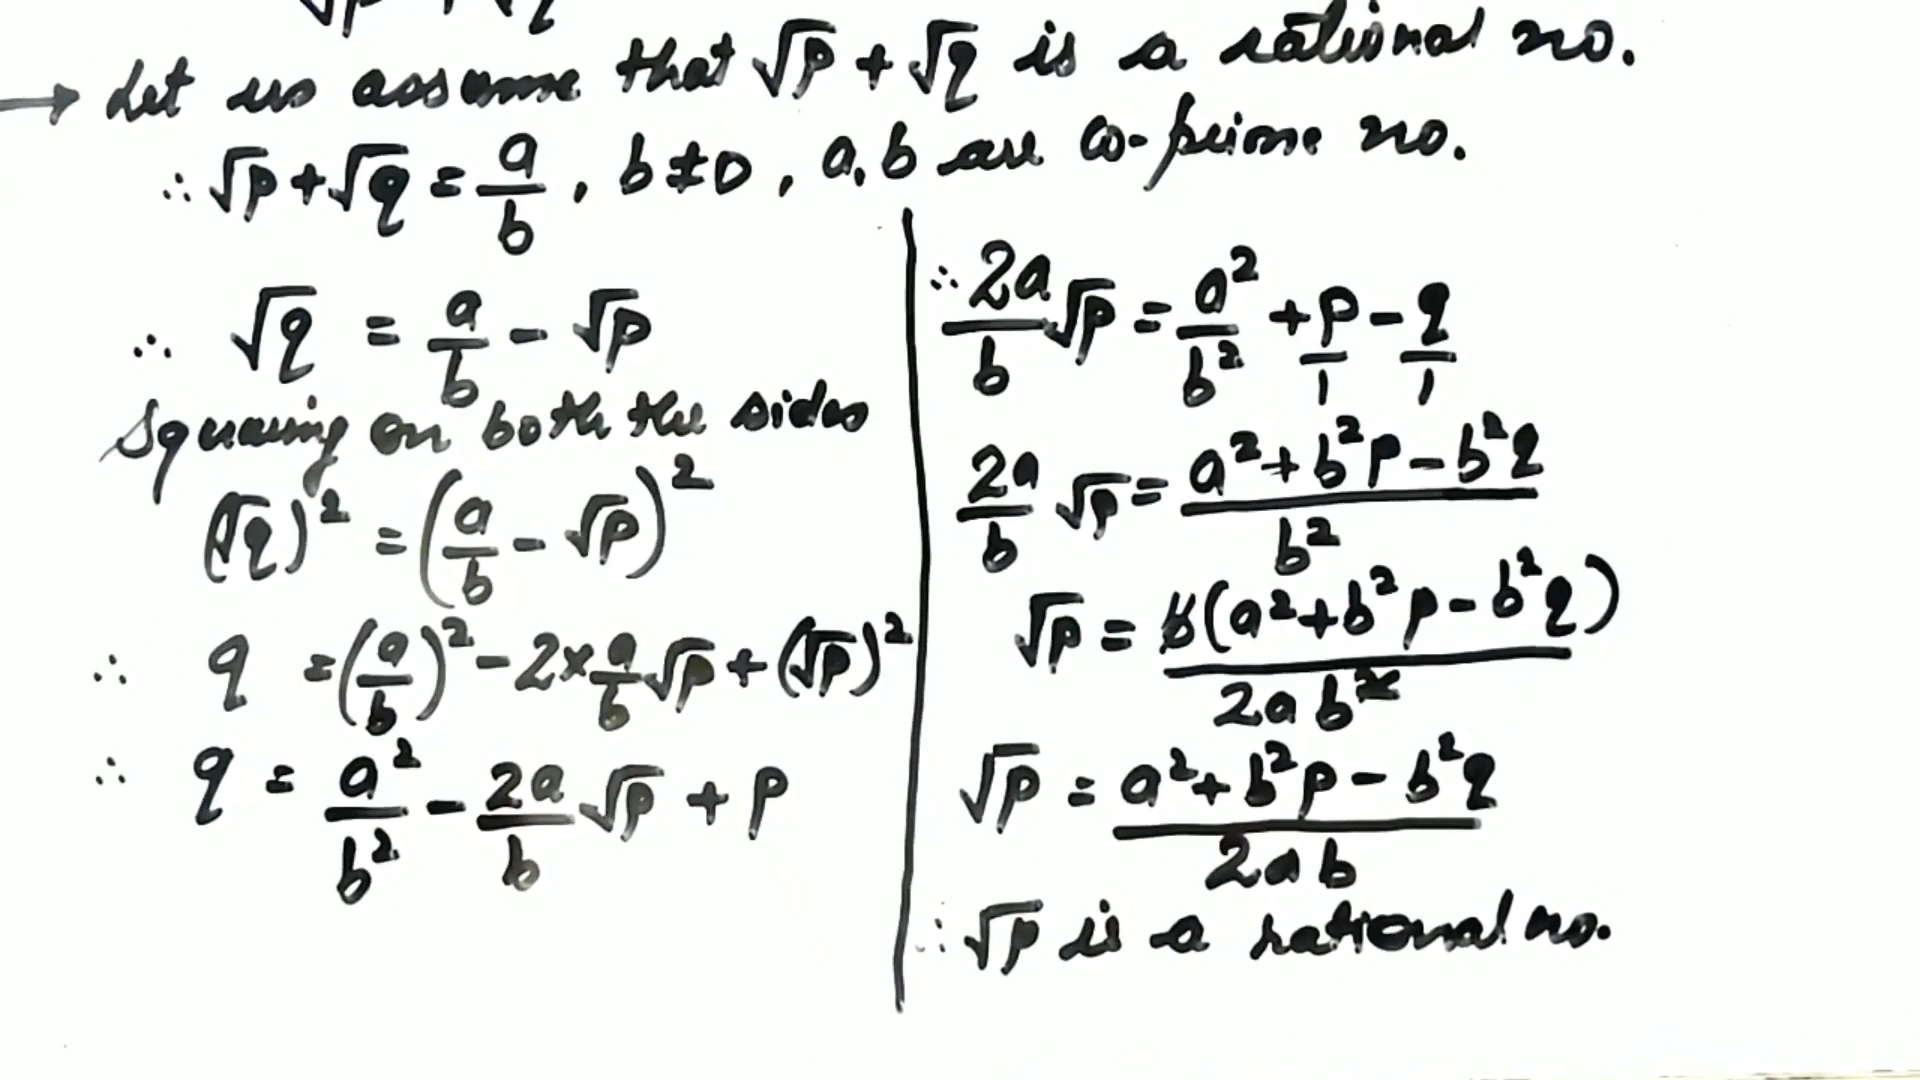 √p + √q
→ Let us assume that √p + √q is a rational no.
∴ √p + √q = a/b , b ≠ 0 , a, b are co-prime no.
∴ √q = a/b - √p
Squaring on both the sides
(√q)² = (a/b - √p)²
∴ q = (a/b)² - 2 × a/b √p + (√p)²
∴ q = a²/b² - 2a/b √p + p
∴ 2a/b √p = a²/b² + p/1 - q/1
2a/b √p = (a² + b²p - b²q)/b²
√p = b(a² + b²p - b²q)/2ab²
√p = (a² + b²p - b²q)/2ab
∴ √p is a rational no.